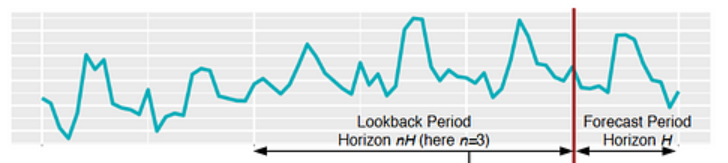 Lookback Period
Horizon nH (here n=3)
Forecast Period
Horizon H